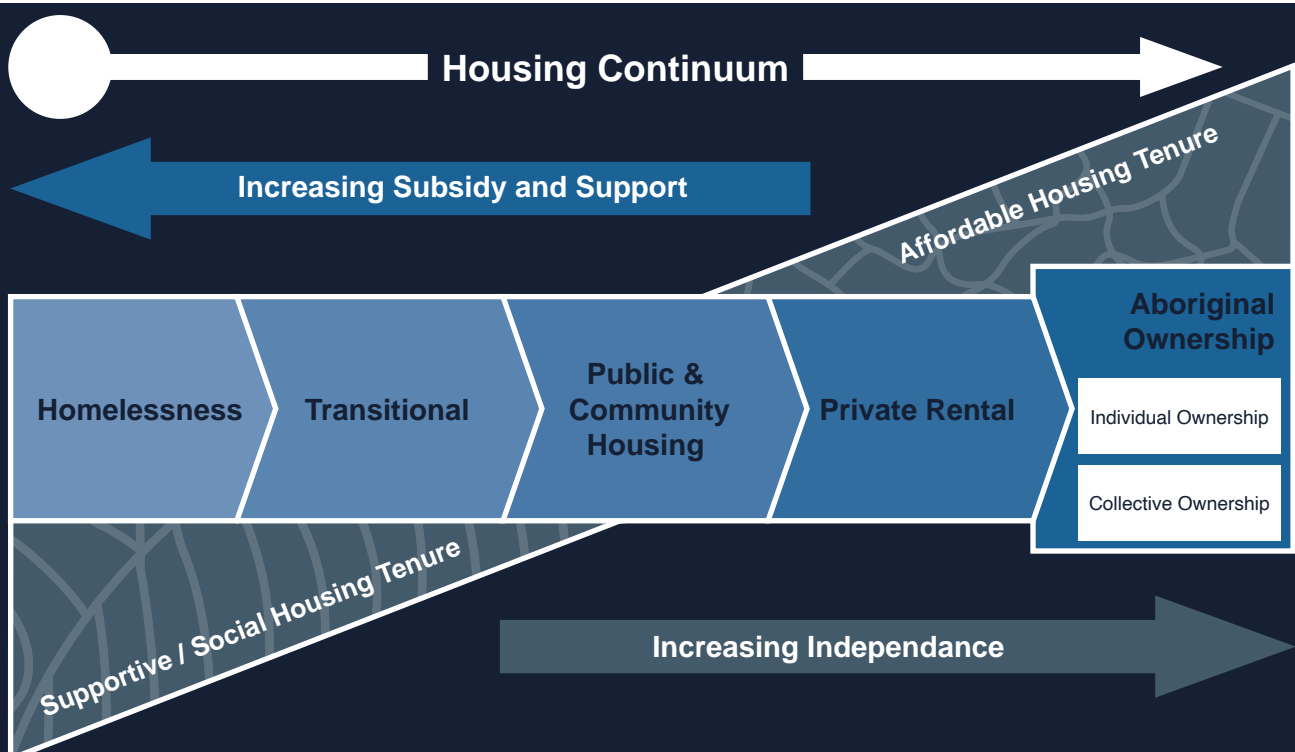 Housing Continuum
Increasing Subsidy and Support
Affordable Housing Tenure
Homelessness
Transitional
Public &
Community
Housing
Private Rental
Aboriginal
Ownership
Individual Ownership
Collective Ownership
Supportive / Social Housing Tenure
Increasing Independance